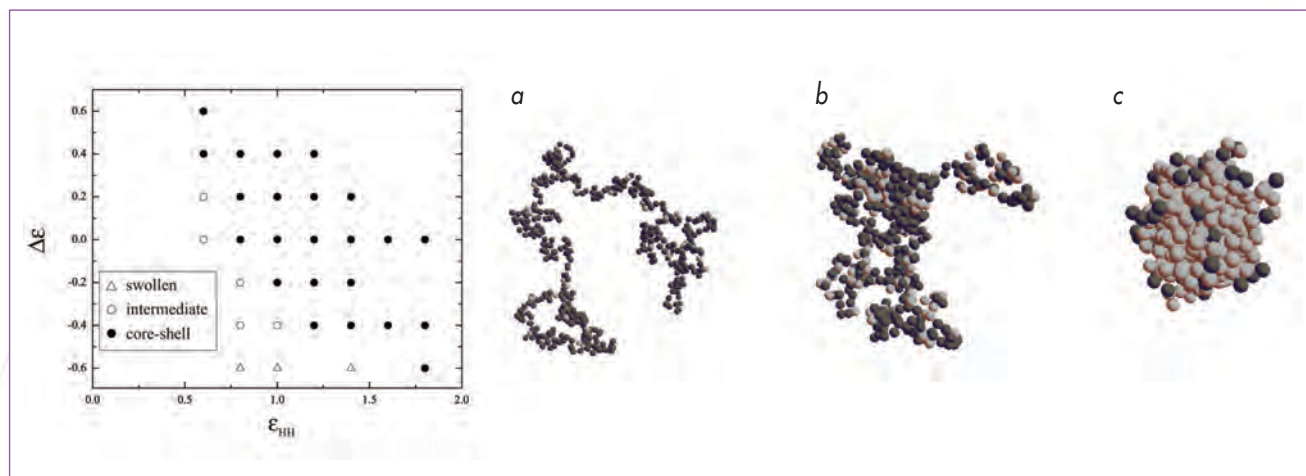 a
b
c
0.6
0.4
0.2
0.0
-0.2
-0.4
-0.6
Δε
△ swollen
○ intermediate
● core-shell
0.0 0.5 1.0 1.5 2.0
εHH